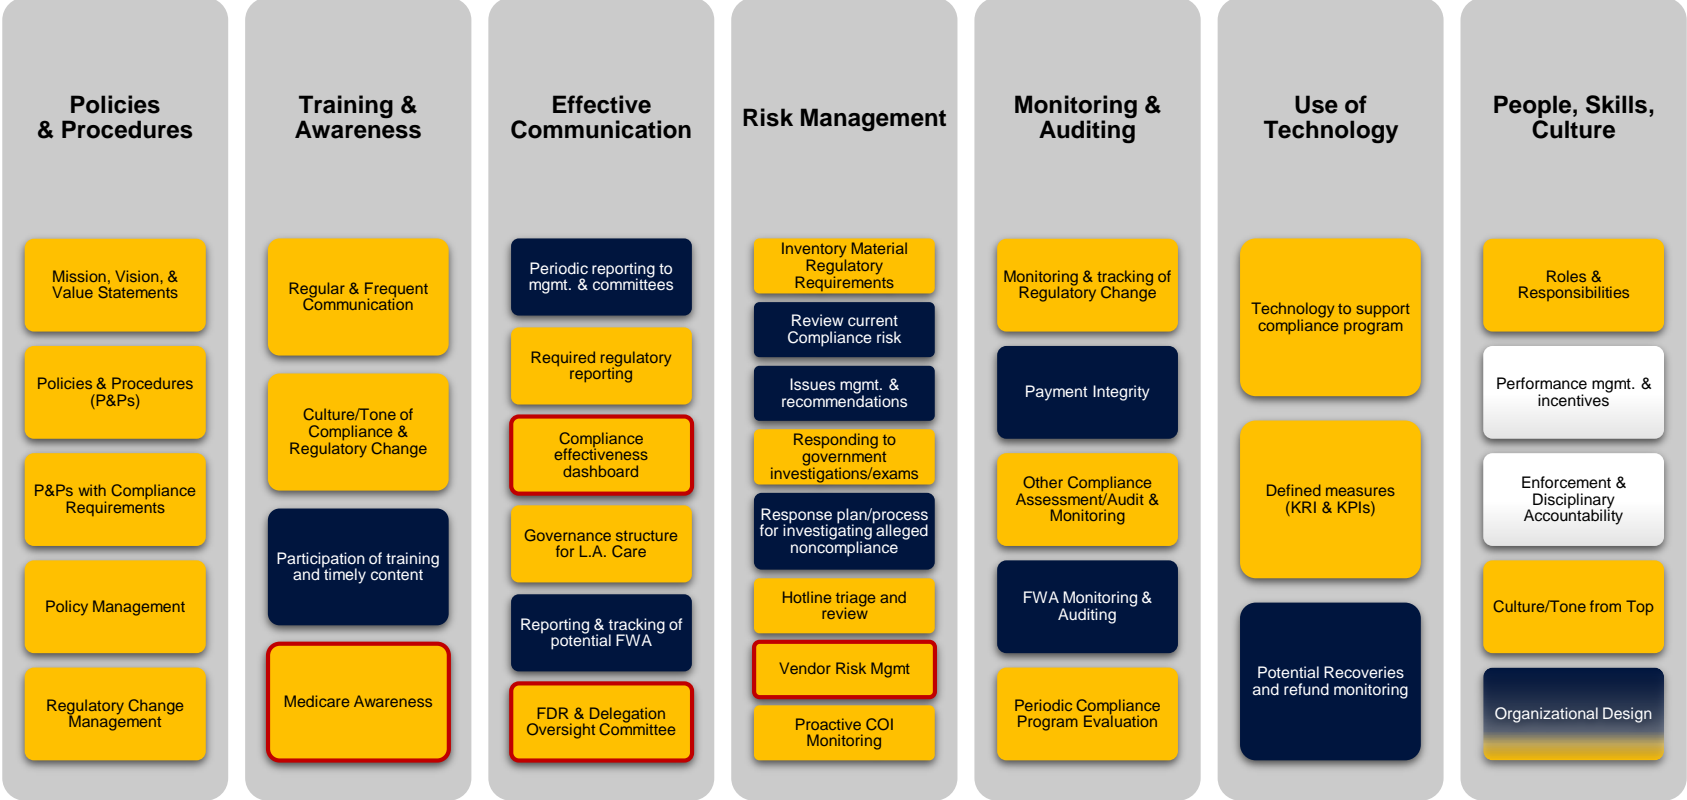 Policies
& Procedures
Mission, Vision, &
Value Statements
Policies & Procedures
(P&Ps)
P&Ps with Compliance
Requirements
Policy Management
Regulatory Change
Management
Training &
Awareness
Regular & Frequent
Communication
Culture/Tone of
Compliance &
Regulatory Change
Participation of training
and timely content
Medicare Awareness
Effective
Communication
Periodic reporting to
mgmt. & committees
Required regulatory
reporting
Compliance
effectiveness
dashboard
Governance structure
for L.A. Care
Reporting & tracking of
potential FWA
FDR & Delegation
Oversight Committee
Risk Management
Inventory Material
Regulatory
Requirements
Review current
Compliance risk
Issues mgmt. &
recommendations
Responding to
government
investigations/exams
Response plan/process
for investigating alleged
noncompliance
Hotline triage and
review
Vendor Risk Mgmt
Proactive COI
Monitoring
Monitoring &
Auditing
Monitoring & tracking of
Regulatory Change
Payment Integrity
Other Compliance
Assessment/Audit &
Monitoring
FWA Monitoring &
Auditing
Periodic Compliance
Program Evaluation
Use of
Technology
Technology to support
compliance program
Defined measures
(KRI & KPIs)
Potential Recoveries
and refund monitoring
People, Skills,
Culture
Roles &
Responsibilities
Performance mgmt. &
incentives
Enforcement &
Disciplinary
Accountability
Culture/Tone from Top
Organizational Design